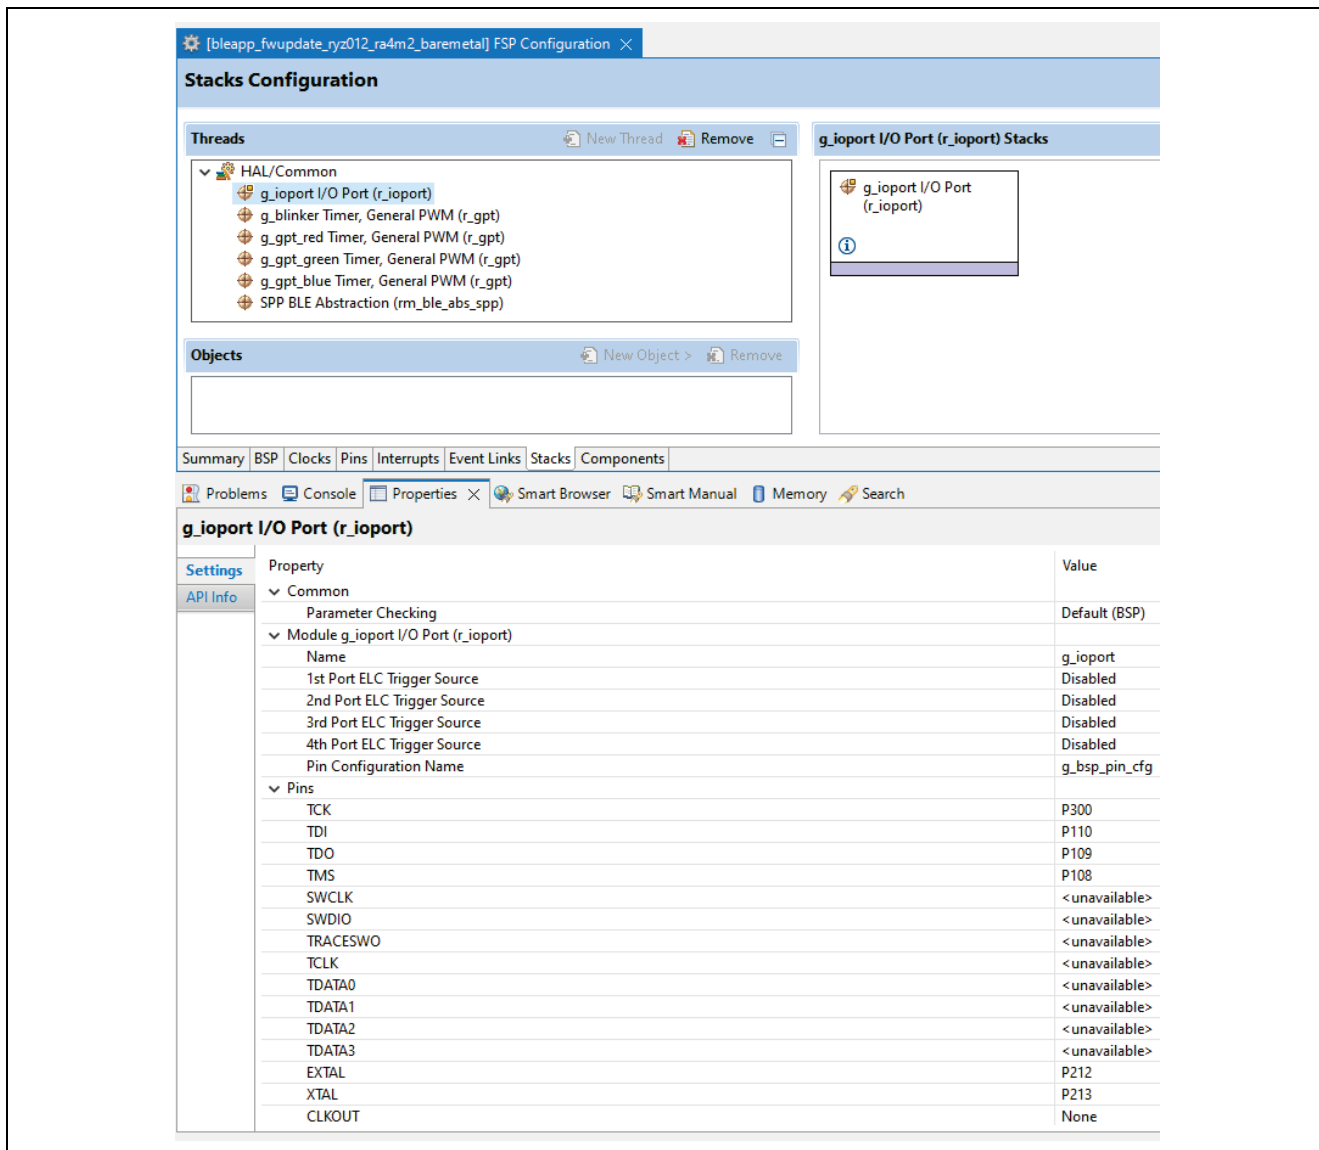 [bleapp_fwupdate_ryz012_ra4m2_baremetal] FSP Configuration
Stacks Configuration
Threads
New Thread
Remove
g_ioport I/O Port (r_ioport) Stacks
HAL/Common
g_ioport I/O Port (r_ioport)
g_blinker Timer, General PWM (r_gpt)
g_gpt_red Timer, General PWM (r_gpt)
g_gpt_green Timer, General PWM (r_gpt)
g_gpt_blue Timer, General PWM (r_gpt)
SPP BLE Abstraction (rm_ble_abs_spp)
g_ioport I/O Port
(r_ioport)
Objects
New Object >
Remove
Summary BSP Clocks Pins Interrupts Event Links Stacks Components
Problems Console Properties Smart Browser Smart Manual Memory Search
g_ioport I/O Port (r_ioport)
Settings
API Info
Property Value
Common
Parameter Checking Default (BSP)
Module g_ioport I/O Port (r_ioport)
Name g_ioport
1st Port ELC Trigger Source Disabled
2nd Port ELC Trigger Source Disabled
3rd Port ELC Trigger Source Disabled
4th Port ELC Trigger Source Disabled
Pin Configuration Name g_bsp_pin_cfg
Pins
TCK P300
TDI P110
TDO P109
TMS P108
SWCLK <unavailable>
SWDIO <unavailable>
TRACESWO <unavailable>
TCLK <unavailable>
TDATA0 <unavailable>
TDATA1 <unavailable>
TDATA2 <unavailable>
TDATA3 <unavailable>
EXTAL P212
XTAL P213
CLKOUT None